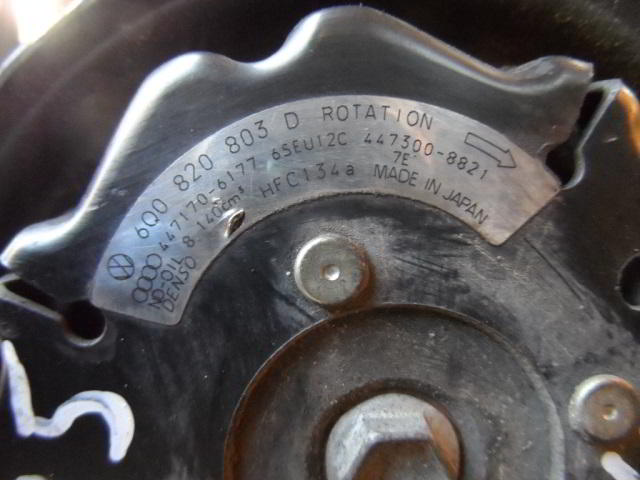 6Q0 820 803 D ROTATION
447170-6177 6SEU12C 447300-8821
7E
ND-OIL 8 140cm³ HFC134a MADE IN JAPAN
DENSO
5